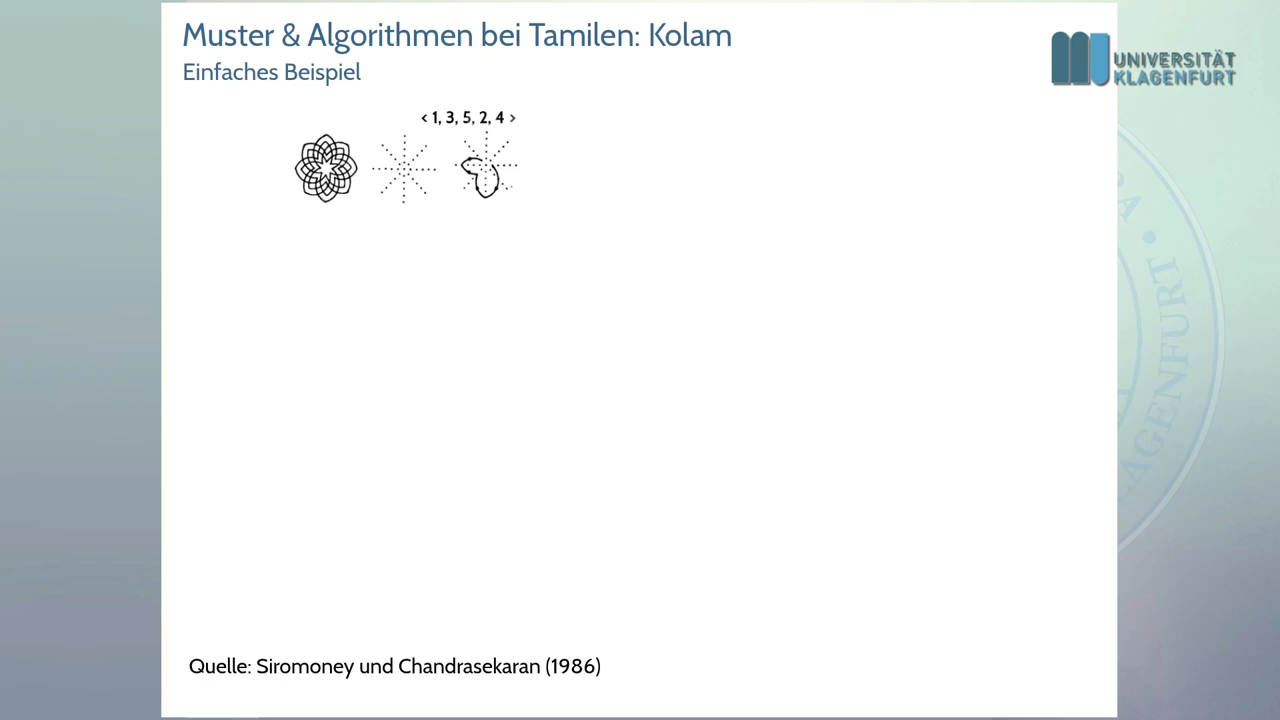 Muster & Algorithmen bei Tamilen: Kolam
Einfaches Beispiel
UNIVERSITÄT
KLAGENFURT
< 1, 3, 5, 2, 4 >
KLAGENFURT
Quelle: Siromoney und Chandrasekaran (1986)